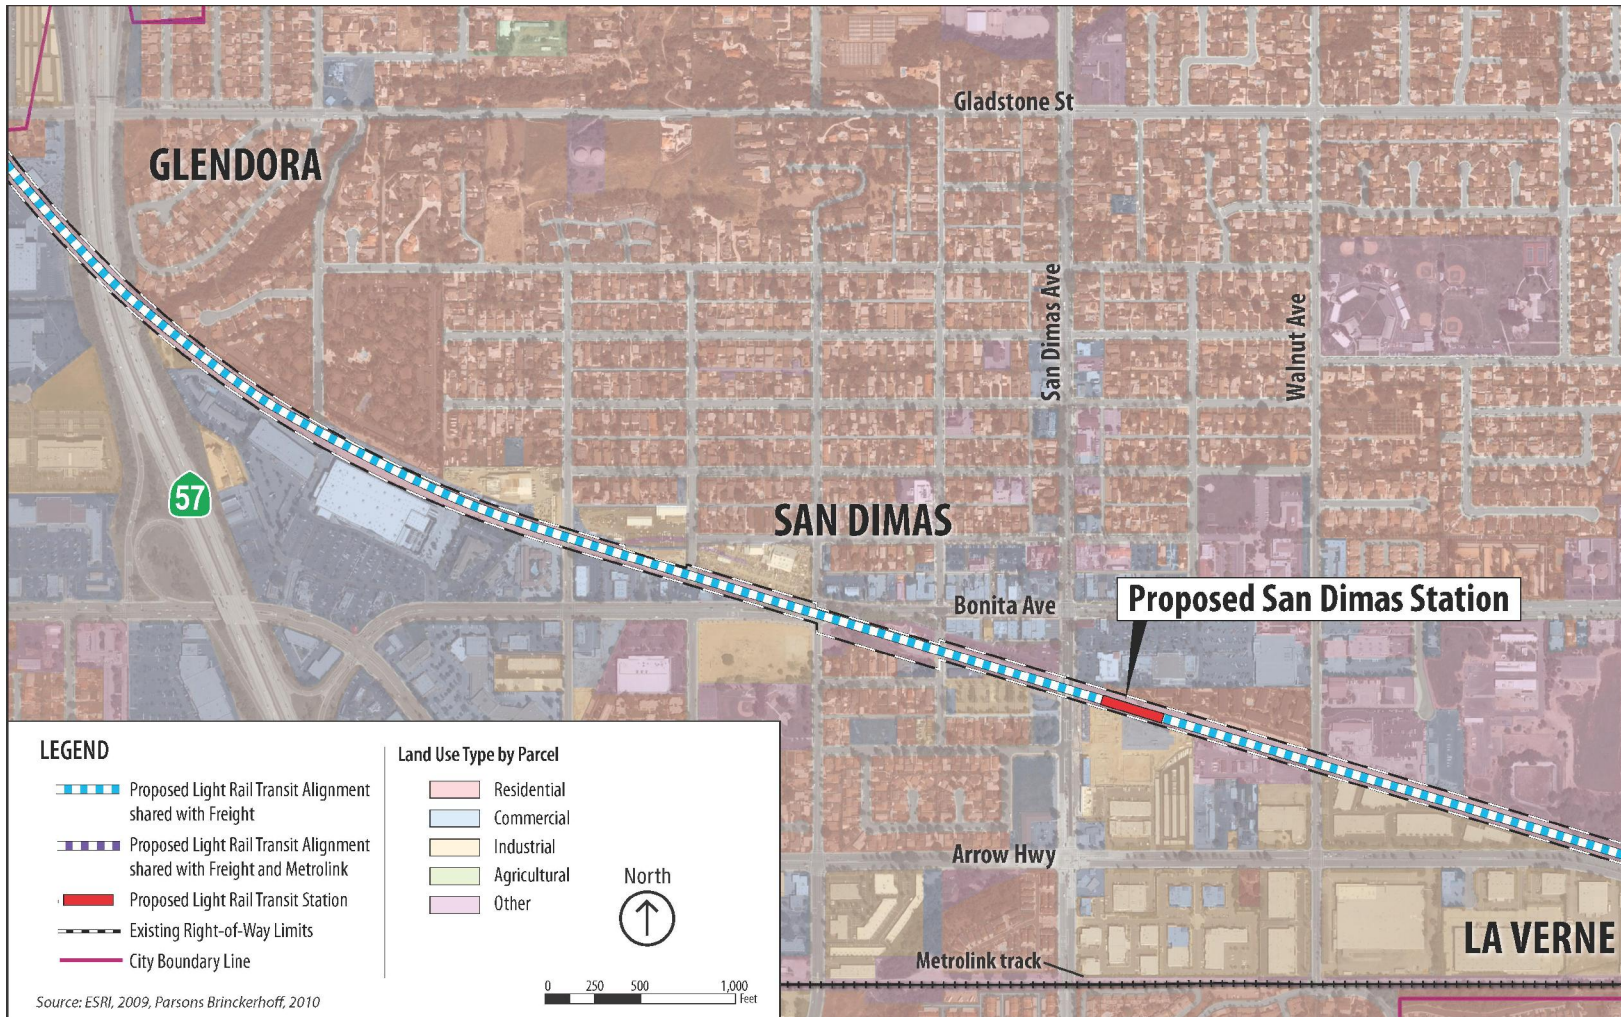 Gladstone St
GLENDORA
San Dimas Ave
Walnut Ave
57
SAN DIMAS
Bonita Ave
Proposed San Dimas Station
Arrow Hwy
LA VERNE
Metrolink track
LEGEND
Proposed Light Rail Transit Alignment
shared with Freight
Proposed Light Rail Transit Alignment
shared with Freight and Metrolink
Proposed Light Rail Transit Station
Existing Right-of-Way Limits
City Boundary Line
Land Use Type by Parcel
Residential
Commercial
Industrial
Agricultural
Other
North
0 250 500 1,000
Feet
Source: ESRI, 2009, Parsons Brinckerhoff, 2010